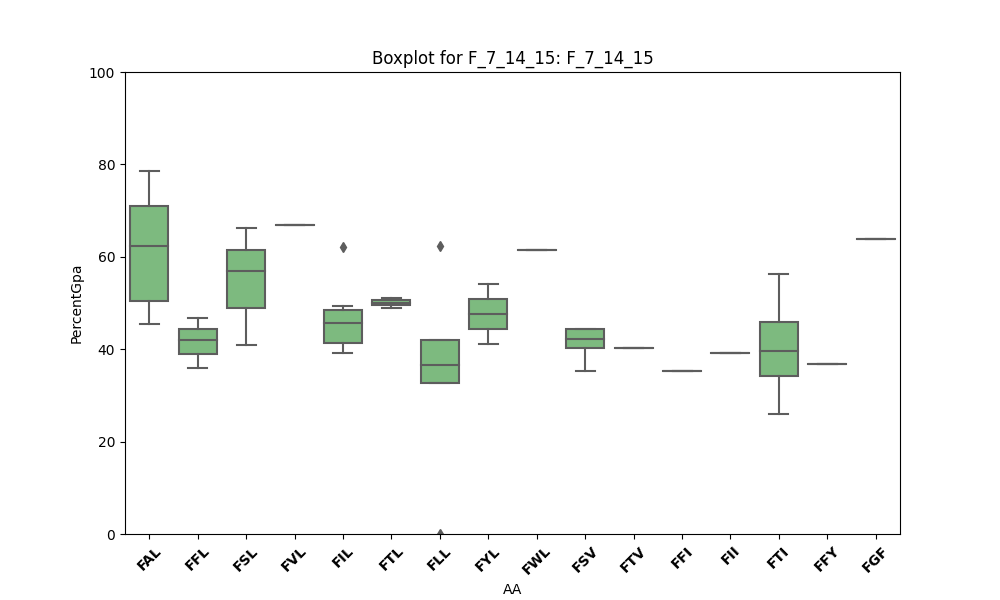 Boxplot for F_7_14_15: F_7_14_15
100
80
60
40
20
0
PercentGpa
FAL FFL FSL FVL FIL FTL FLL FYL FWL FSV FTV FFI FII FTI FFY FGF
AA